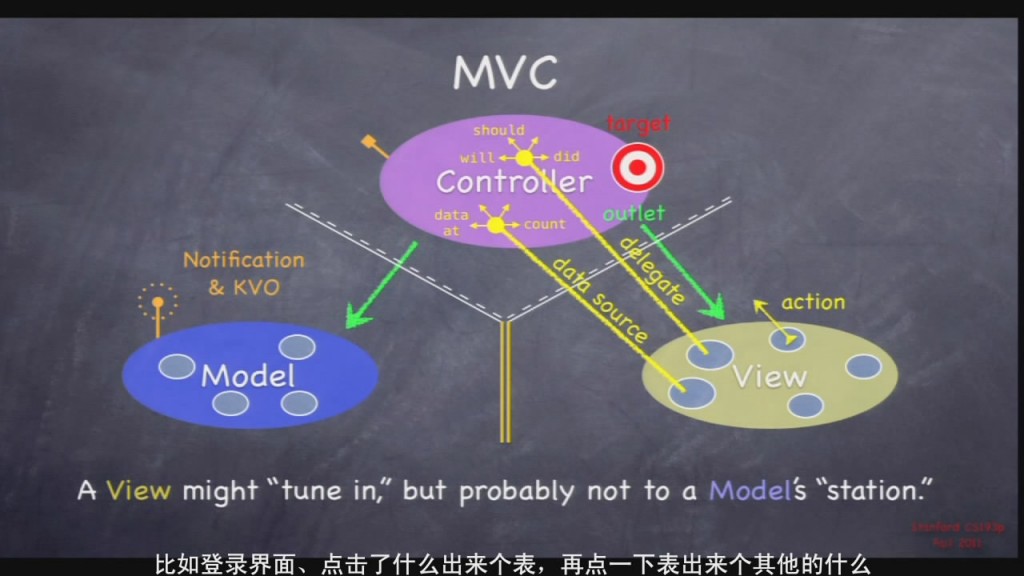 MVC
should
target
will
did
Controller
data
at
count
outlet
delegate
data source
Notification
& KVO
action
Model
View
A View might “tune in,” but probably not to a Model’s “station.”
Stanford CS193p
Fall 2011
比如登录界面、点击了什么出来个表，再点一下表出来个其他的什么